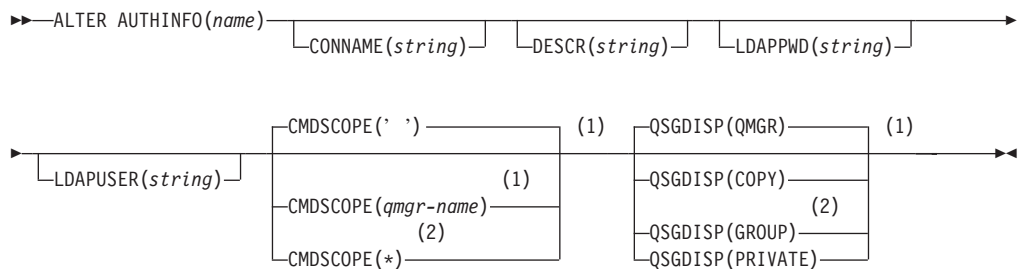 ALTER AUTHINFO(name)
CONNAME(string) DESCR(string) LDAPPWD(string)
CMDSCOPE(’ ’) (1) QSGDISP(QMGR) (1)
LDAPUSER(string) QSGDISP(COPY)
(1)
CMDSCOPE(qmgr-name) (2)
(2) QSGDISP(GROUP)
CMDSCOPE(*) QSGDISP(PRIVATE)